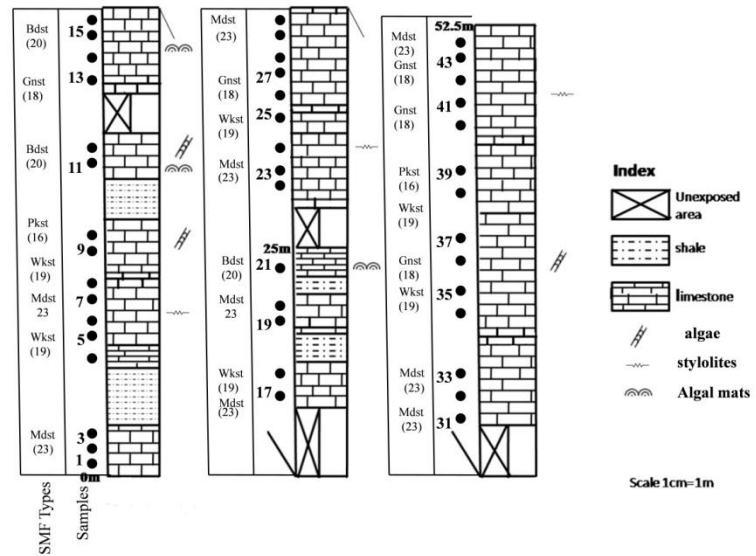 Bdst
(20)
15
Gnst
(18)
13
Bdst
(20)
11
Pkst
(16)
9
Wkst
(19)
Mdst
23
7
Wkst
(19)
5
Mdst
(23)
3
1
0m
SMF Types
Samples
Mdst
(23)
27
Gnst
(18)
Wkst
(19)
25
Mdst
(23)
23
25m
Bdst
(20)
21
Mdst
23
19
Wkst
(19)
17
Mdst
(23)
52.5m
Mdst
(23)
43
Gnst
(18)
41
Gnst
(18)
Pkst
(16)
39
Wkst
(19)
37
Gnst
(18)
Wkst
(19)
35
Mdst
(23)
33
Mdst
(23)
31
Index
Unexposed
area
shale
limestone
algae
stylolites
Algal mats
Scale 1cm=1m